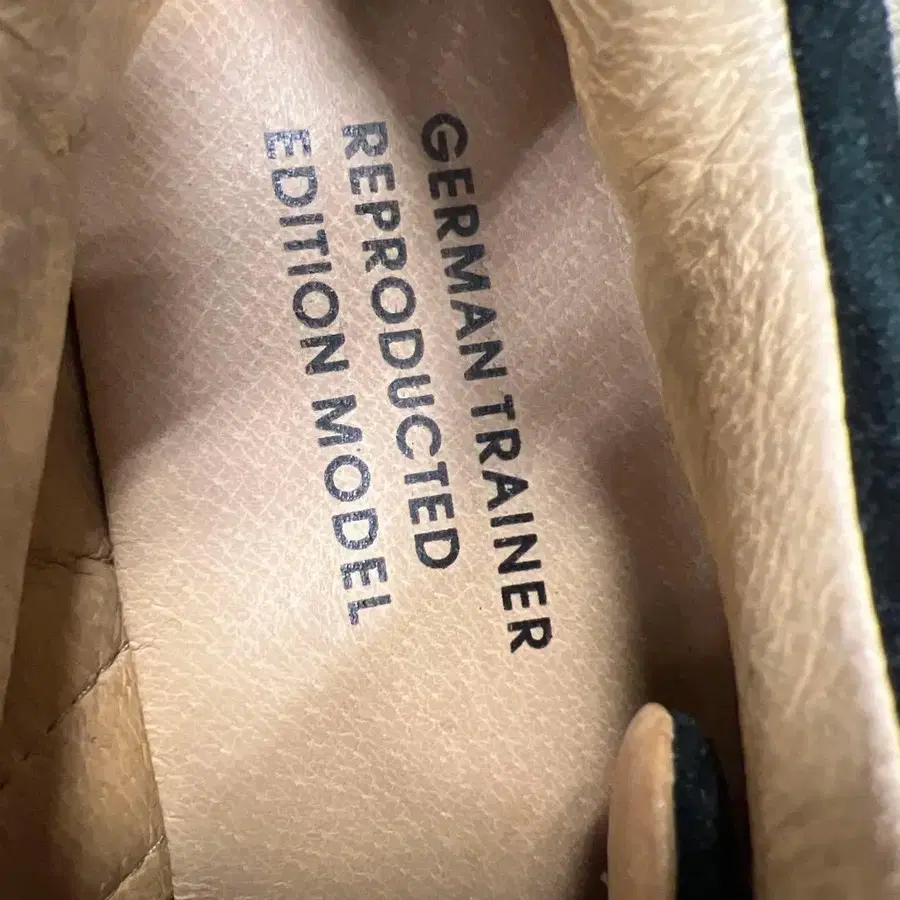 GERMAN TRAINER
REPRODUCTED
EDITION MODEL